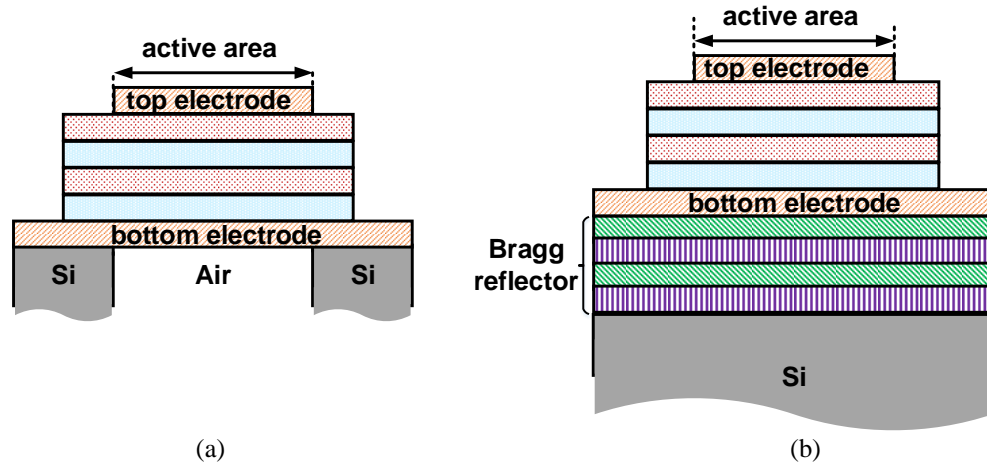 active area
top electrode
bottom electrode
Si
Air
Si
(a)
active area
top electrode
bottom electrode
Bragg
reflector
Si
(b)